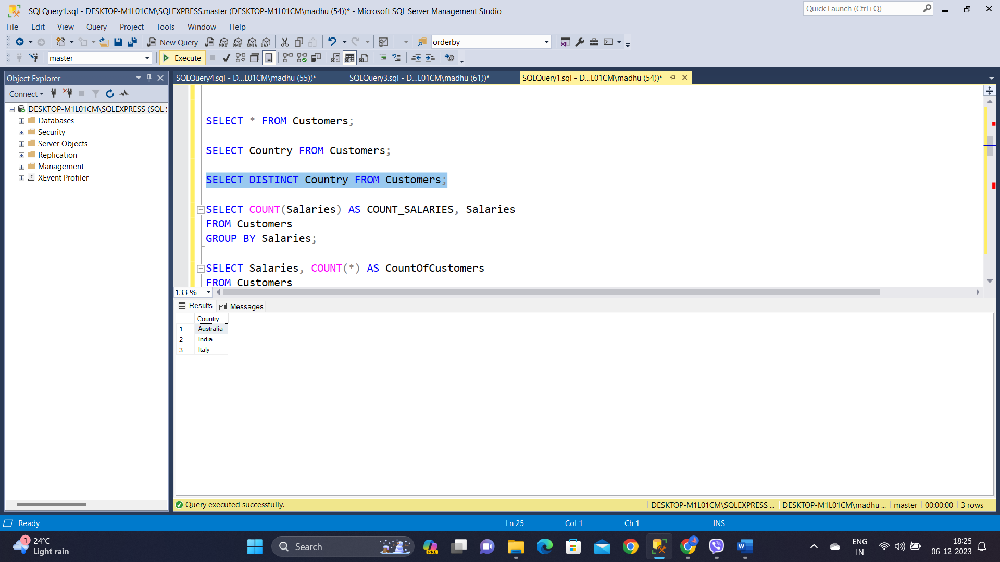 SQLQuery1.sql - DESKTOP-M1L01CM\SQLEXPRESS.master (DESKTOP-M1L01CM\madhu (54))* - Microsoft SQL Server Management Studio
Quick Launch (Ctrl+Q)
File Edit View Query Project Tools Window Help
New Query MDX DMX XMLA DAX orderby
master Execute
Object Explorer
Connect
DESKTOP-M1L01CM\SQLEXPRESS (SQL S
Databases
Security
Server Objects
Replication
Management
XEvent Profiler
SQLQuery4.sql - D...L01CM\madhu (55))* SQLQuery3.sql - D...L01CM\madhu (61))* SQLQuery1.sql - D...L01CM\madhu (54))*
SELECT * FROM Customers;
SELECT Country FROM Customers;
SELECT DISTINCT Country FROM Customers;
SELECT COUNT(Salaries) AS COUNT_SALARIES, Salaries
FROM Customers
GROUP BY Salaries;
SELECT Salaries, COUNT(*) AS CountOfCustomers
FROM Customers
133 %
Results Messages
Country
1 Australia
2 India
3 Italy
Query executed successfully. DESKTOP-M1L01CM\SQLEXPRESS ... DESKTOP-M1L01CM\madhu ... master 00:00:00 3 rows
Ready Ln 25 Col 1 Ch 1 INS
1 24°C
Light rain
Search
PRE
ENG
IN
18:25
06-12-2023